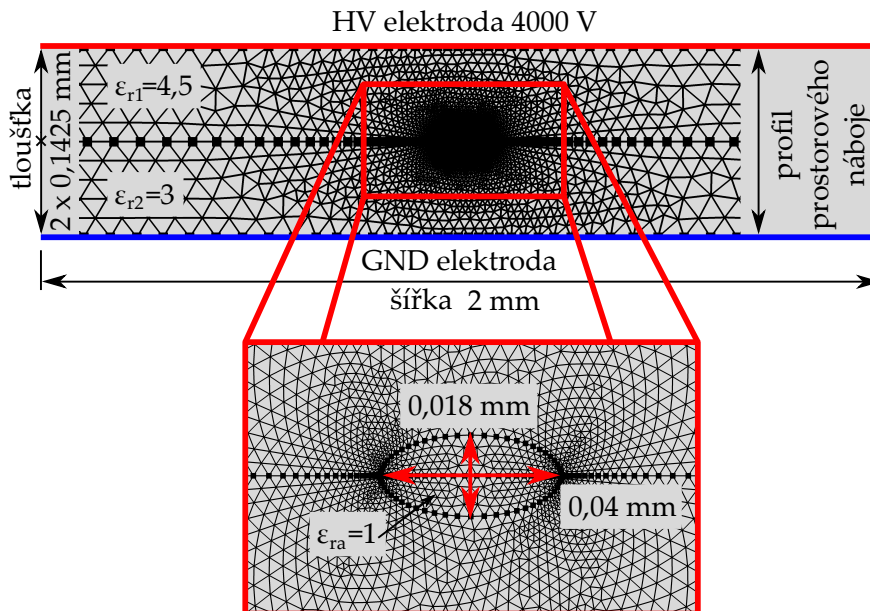 HV elektroda 4000 V
tloušťka
2 x 0,1425 mm
εr1=4,5
εr2=3
profil
prostorového
náboje
GND elektroda
šířka 2 mm
0,018 mm
0,04 mm
εra=1